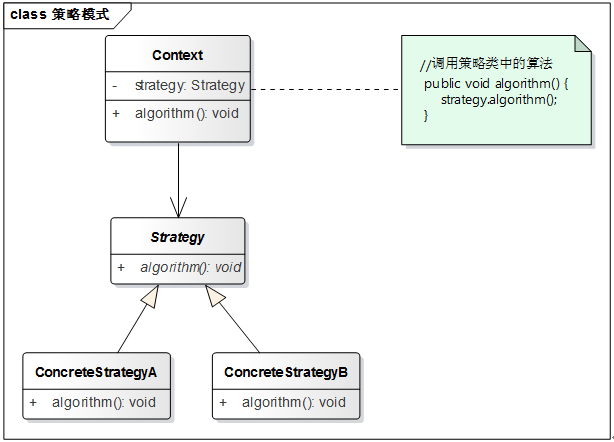 class 策略模式
Context
- strategy: Strategy
+ algorithm(): void
//调用策略类中的算法
public void algorithm() {
strategy.algorithm();
}
Strategy
+ algorithm(): void
ConcreteStrategyA
+ algorithm(): void
ConcreteStrategyB
+ algorithm(): void